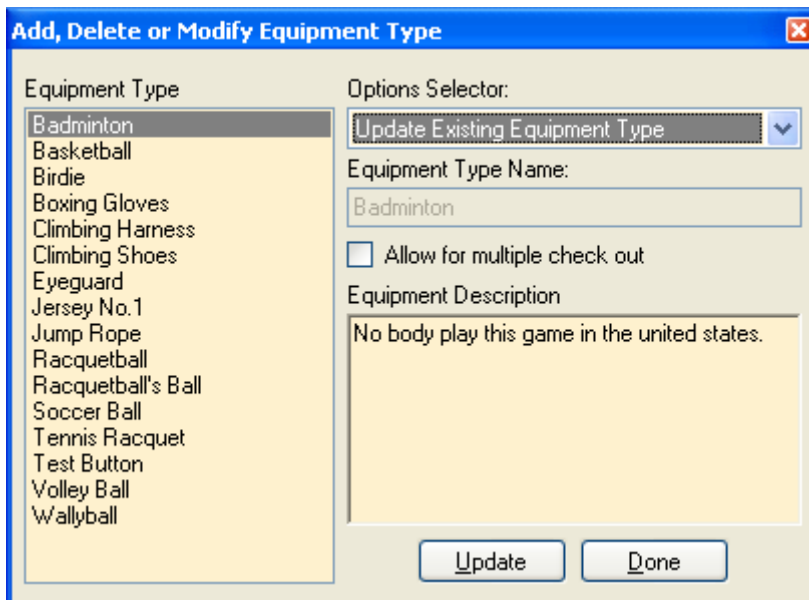 Add, Delete or Modify Equipment Type
Equipment Type
Badminton
Basketball
Birdie
Boxing Gloves
Climbing Harness
Climbing Shoes
Eyeguard
Jersey No.1
Jump Rope
Racquetball
Racquetball's Ball
Soccer Ball
Tennis Racquet
Test Button
Volley Ball
Wallyball
Options Selector:
Update Existing Equipment Type
Equipment Type Name:
Badminton
Allow for multiple check out
Equipment Description
No body play this game in the united states.
Update
Done